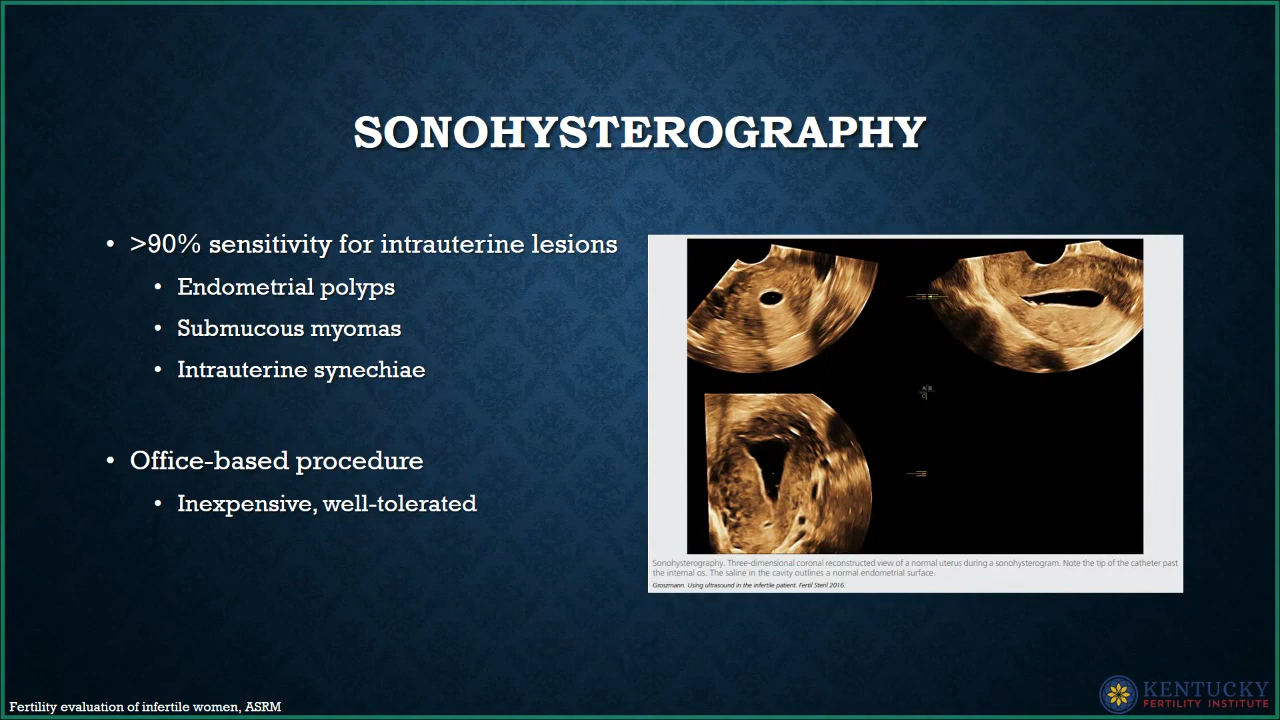 SONOHYSTEROGRAPHY
• >90% sensitivity for intrauterine lesions
• Endometrial polyps
• Submucous myomas
• Intrauterine synechiae
• Office-based procedure
• Inexpensive, well-tolerated
Sonohysterography. Three-dimensional coronal reconstructed view of a normal uterus during a sonohysterogram. Note the tip of the catheter past
the internal os. The saline in the cavity outlines a normal endometrial surface.
Groszmann. Using ultrasound in the infertile patient. Fertil Steril 2016.
Fertility evaluation of infertile women, ASRM
KENTUCKY
FERTILITY INSTITUTE